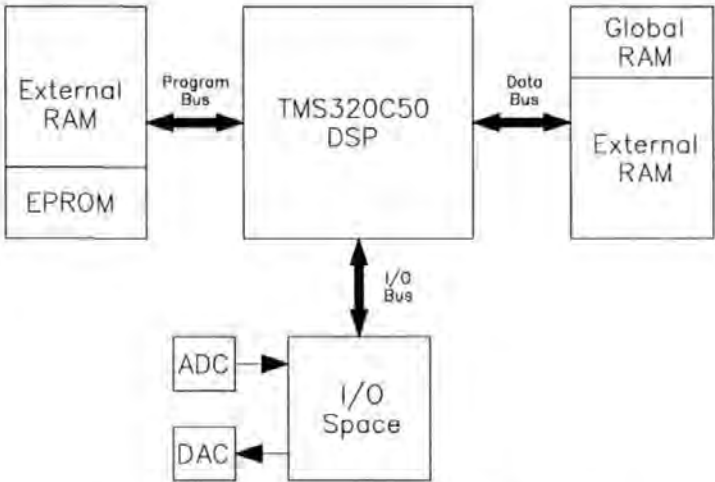 External
RAM
EPROM
Program
Bus
TMS320C50
DSP
Data
Bus
Global
RAM
External
RAM
I/O
Bus
ADC
DAC
I/O
Space